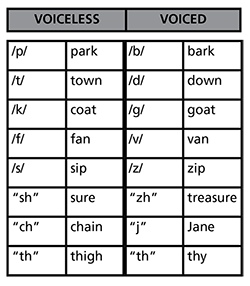 VOICELESS VOICED
/p/ park /b/ bark
/t/ town /d/ down
/k/ coat /g/ goat
/f/ fan /v/ van
/s/ sip /z/ zip
“sh” sure “zh” treasure
“ch” chain “j” Jane
“th” thigh “th” thy